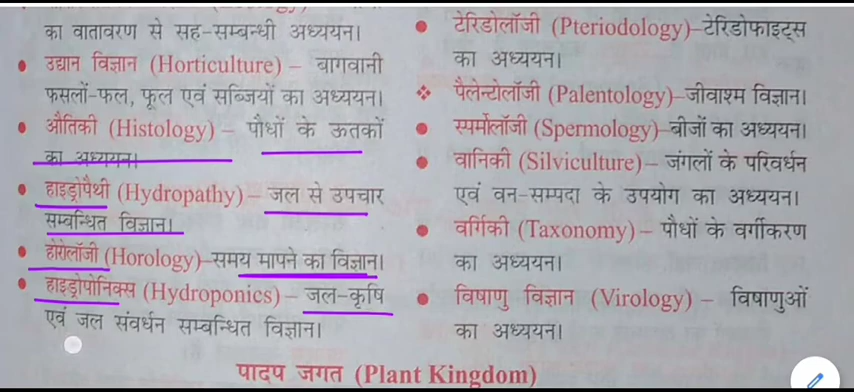 का वातावरण से सह-सम्बन्धी अध्ययन।
उद्यान विज्ञान (Horticulture) – बागवानी
फसलों-फल, फूल एवं सब्जियों का अध्ययन।
औतिकी (Histology) – पौधों के ऊतकों
का अध्ययन।
हाइड्रोपैथी (Hydropathy) – जल से उपचार
सम्बन्धित विज्ञान।
होरोलॉजी (Horology)–समय मापने का विज्ञान।
हाइड्रोपोनिक्स (Hydroponics) – जल-कृषि
एवं जल संवर्धन सम्बन्धित विज्ञान।
टेरिडोलॉजी (Pteriodology)–टेरिडोफाइट्स
का अध्ययन।
पैलेन्टोलॉजी (Palentology)–जीवाश्म विज्ञान।
स्पर्मोलॉजी (Spermology)–बीजों का अध्ययन।
वानिकी (Silviculture) – जंगलों के परिवर्धन
एवं वन-सम्पदा के उपयोग का अध्ययन।
वर्गिकी (Taxonomy) – पौधों के वर्गीकरण
का अध्ययन।
विषाणु विज्ञान (Virology) – विषाणुओं
का अध्ययन।
पादप जगत (Plant Kingdom)